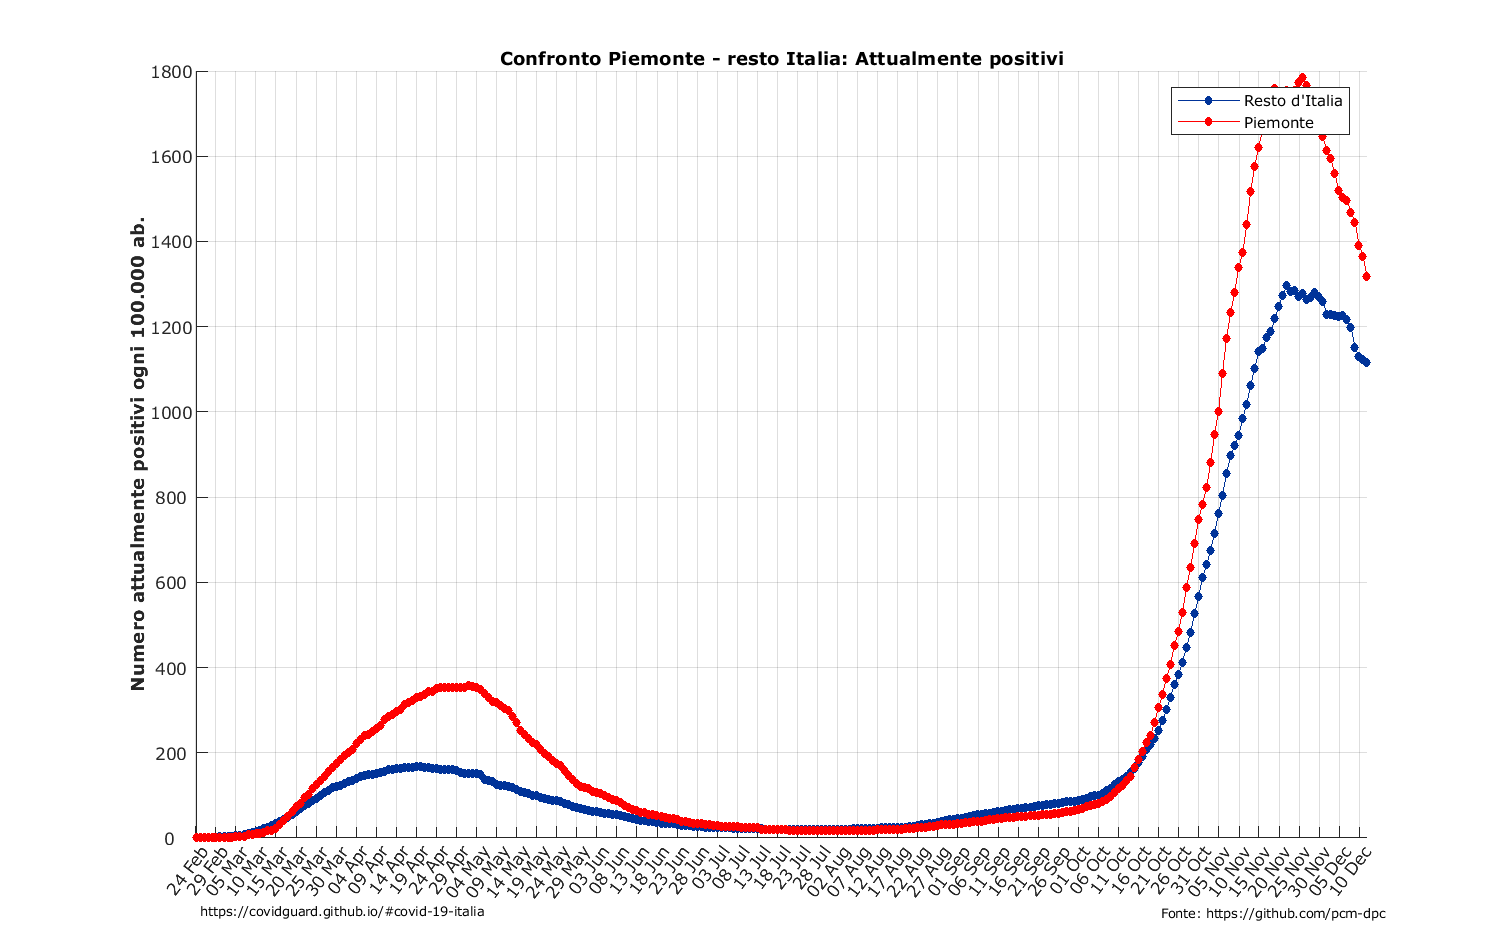 Confronto Piemonte - resto Italia: Attualmente positivi
Numero attualmente positivi ogni 100.000 ab.
1800
1600
1400
1200
1000
800
600
400
200
0
Resto d'Italia
Piemonte
24 Feb
29 Feb
05 Mar
10 Mar
15 Mar
20 Mar
25 Mar
30 Mar
04 Apr
09 Apr
14 Apr
19 Apr
24 Apr
29 Apr
04 May
09 May
14 May
19 May
24 May
29 May
03 Jun
08 Jun
13 Jun
18 Jun
23 Jun
28 Jun
03 Jul
08 Jul
13 Jul
18 Jul
23 Jul
28 Jul
02 Aug
07 Aug
12 Aug
17 Aug
22 Aug
27 Aug
01 Sep
06 Sep
11 Sep
16 Sep
21 Sep
26 Sep
01 Oct
06 Oct
11 Oct
16 Oct
21 Oct
26 Oct
31 Oct
05 Nov
10 Nov
15 Nov
20 Nov
25 Nov
30 Nov
05 Dec
10 Dec
https://covidguard.github.io/#covid-19-italia
Fonte: https://github.com/pcm-dpc